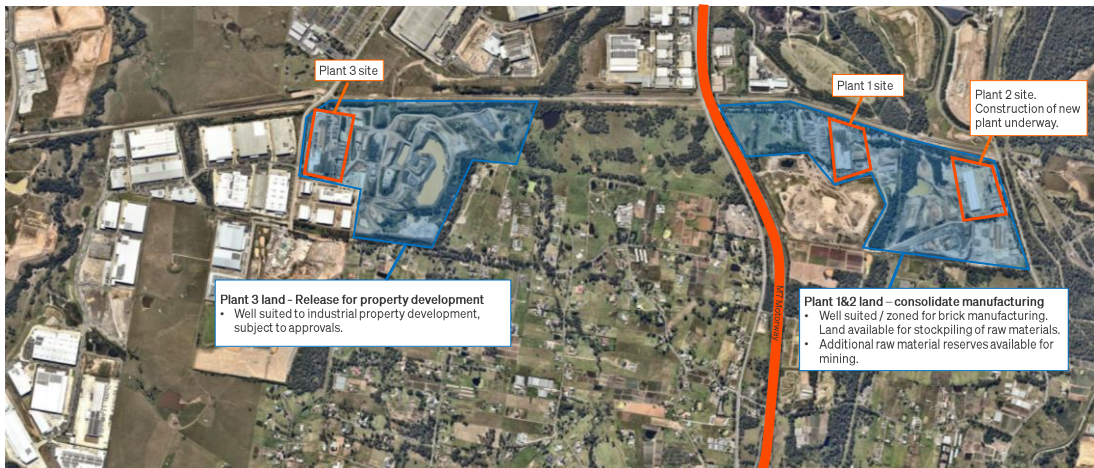 Plant 3 site
Plant 1 site
Plant 2 site.
Construction of new
plant underway.
M7 Motorway
Plant 3 land - Release for property development
• Well suited to industrial property development,
subject to approvals.
Plant 1&2 land – consolidate manufacturing
• Well suited / zoned for brick manufacturing.
Land available for stockpiling of raw materials.
• Additional raw material reserves available for
mining.